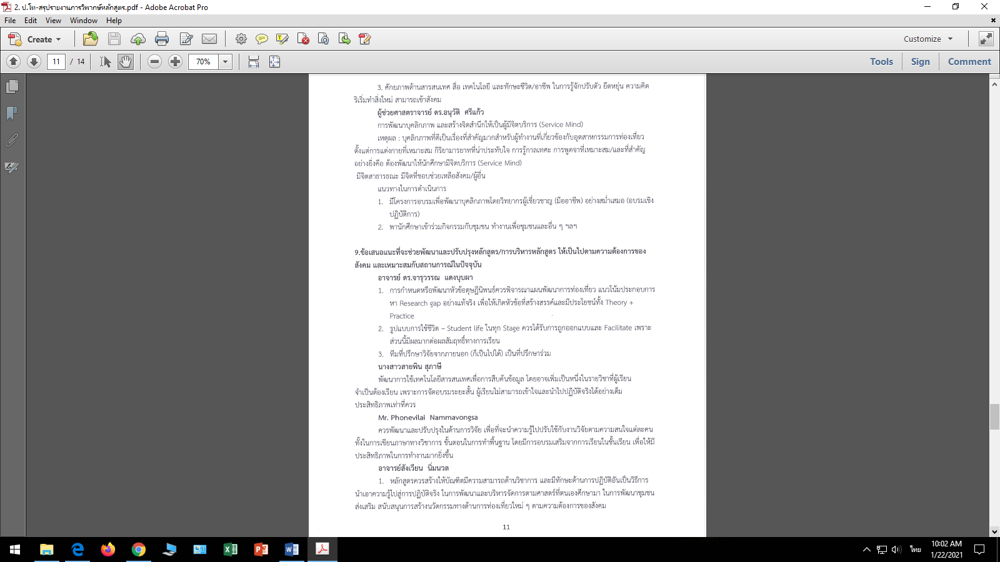 2. ป.โท-สรุปรายงานการวิพากษ์หลักสูตร.pdf - Adobe Acrobat Pro
File Edit View Window Help
Create
Customize
11 / 14
70%
Tools Sign Comment
3. ศักยภาพด้านสารสนเทศ สื่อ เทคโนโลยี และทักษะชีวิต/อาชีพ ในการรู้จักปรับตัว ยืดหยุ่น ความคิด
ริเริ่มทำสิ่งใหม่ สามารถเข้าสังคม
ผู้ช่วยศาสตราจารย์ ดร.อนุวัติ ศรีแก้ว
การพัฒนาบุคลิกภาพ และสร้างจิตสำนึกให้เป็นผู้มีจิตบริการ (Service Mind)
เหตุผล : บุคลิกภาพที่ดีเป็นเรื่องที่สำคัญมากสำหรับผู้ทำงานที่เกี่ยวข้องกับอุตสาหกรรมการท่องเที่ยว
ตั้งแต่การแต่งกายที่เหมาะสม กิริยามารยาทที่น่าประทับใจ การรู้กาลเทศะ การพูดจาที่เหมาะสม/และที่สำคัญ
อย่างยิ่งคือ ต้องพัฒนาให้นักศึกษามีจิตบริการ (Service Mind)
มีจิตสาธารธณะ มีจิตที่ชอบช่วยเหลือสังคม/ผู้อื่น
แนวทางในการดำเนินการ
1. มีโครงการอบรมเพื่อพัฒนาบุคลิกภาพโดยวิทยากรผู้เชี่ยวชาญ (มืออาชีพ) อย่างสม่ำเสมอ (อบรมเชิง
ปฏิบัติการ)
2. พานักศึกษาเข้าร่วมกิจกรรมกับชุมชน ทำงานเพื่อชุมชนและอื่น ๆ ฯลฯ
9.ข้อเสนอแนะที่จะช่วยพัฒนาและปรับปรุงหลักสูตร/การบริหารหลักสูตร ให้เป็นไปตามความต้องการของ
สังคม และเหมาะสมกับสถานการณ์ในปัจจุบัน
อาจารย์ ดร.จารุวรรณ แดงบุบผา
1. การกำหนดหรือพัฒนาหัวข้อดุษฎีนิพนธ์ควรพิจารณาแผนพัฒนาการท่องเที่ยว แนวโน้มประกอบการ
หา Research gap อย่างแท้จริง เพื่อให้เกิดหัวข้อที่สร้างสรรค์และมีประโยชน์ทั้ง Theory +
Practice
2. รูปแบบการใช้ชีวิต – Student life ในทุก Stage ควรได้รับการถูกออกแบบและ Facilitate เพราะ
ส่วนนี้มีผลมากต่อผลสัมฤทธิ์ทางการเรียน
3. ทีมที่ปรึกษาวิจัยจากภายนอก (ก็เป็นไปได้) เป็นที่ปรึกษาร่วม
นางสาวสายพิน สุภาษี
พัฒนาการใช้เทคโนโลยีสารสนเทศเพื่อการสืบค้นข้อมูล โดยอาจเพิ่มเป็นหนึ่งในรายวิชาที่ผู้เรียน
จำเป็นต้องเรียน เพราะการจัดอบรมระยะสั้น ผู้เรียนไม่สามารถเข้าใจและนำไปปฏิบัติจริงได้อย่างเต็ม
ประสิทธิภาพเท่าที่ควร
Mr. Phonevilai Nammavongsa
ควรพัฒนาและปรับปรุงในด้านการวิจัย เพื่อที่จะนำความรู้ไปปรับใช้กับงานวิจัยตามความสนใจแต่ละคน
ทั้งในการเขียนภาษาทางวิชาการ ขั้นตอนในการทำพื้นฐาน โดยมีการอบรมเสริมจากการเรียนในชั้นเรียน เพื่อให้มี
ประสิทธิภาพในการทำงานมากยิ่งขึ้น
อาจารย์สังเวียน นิ่มนวล
1. หลักสูตรควรสร้างให้บัณฑิตมีความสามารถด้านวิชาการ และมีทักษะด้านการปฏิบัติอันเป็นวิธีการ
นำเอาความรู้ไปสู่การปฏิบัติจริง ในการพัฒนาและบริหารจัดการตามศาสตร์ที่ตนเองศึกษามา ในการพัฒนาชุมชน
ส่งเสริม สนับสนุนการสร้างนวัตกรรมทางด้านการท่องเที่ยวใหม่ ๆ ตามความต้องการของสังคม
11
ไทย
10:02 AM
1/22/2021